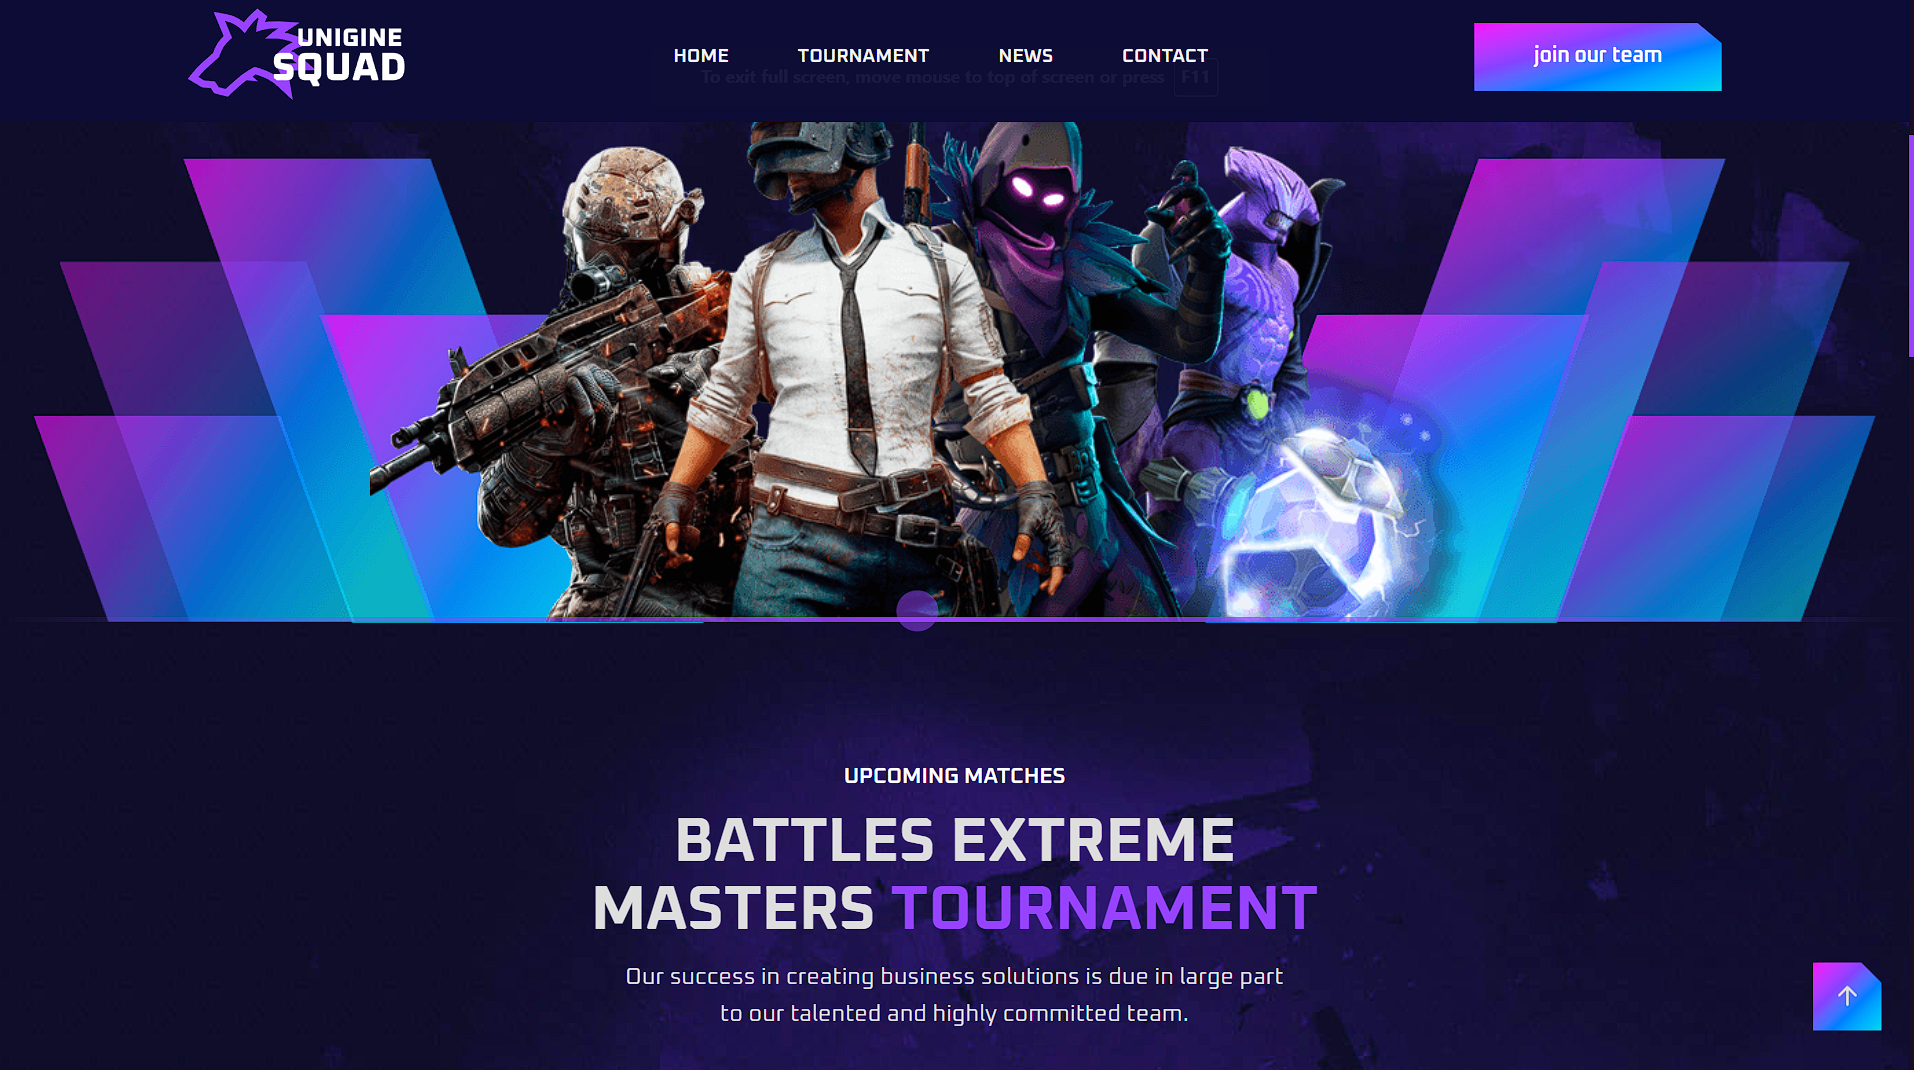 UNIGINE
SQUAD
HOME TOURNAMENT NEWS CONTACT
join our team
To exit full screen, move mouse to top of screen or press F11
UPCOMING MATCHES
BATTLES EXTREME
MASTERS TOURNAMENT
Our success in creating business solutions is due in large part
to our talented and highly committed team.